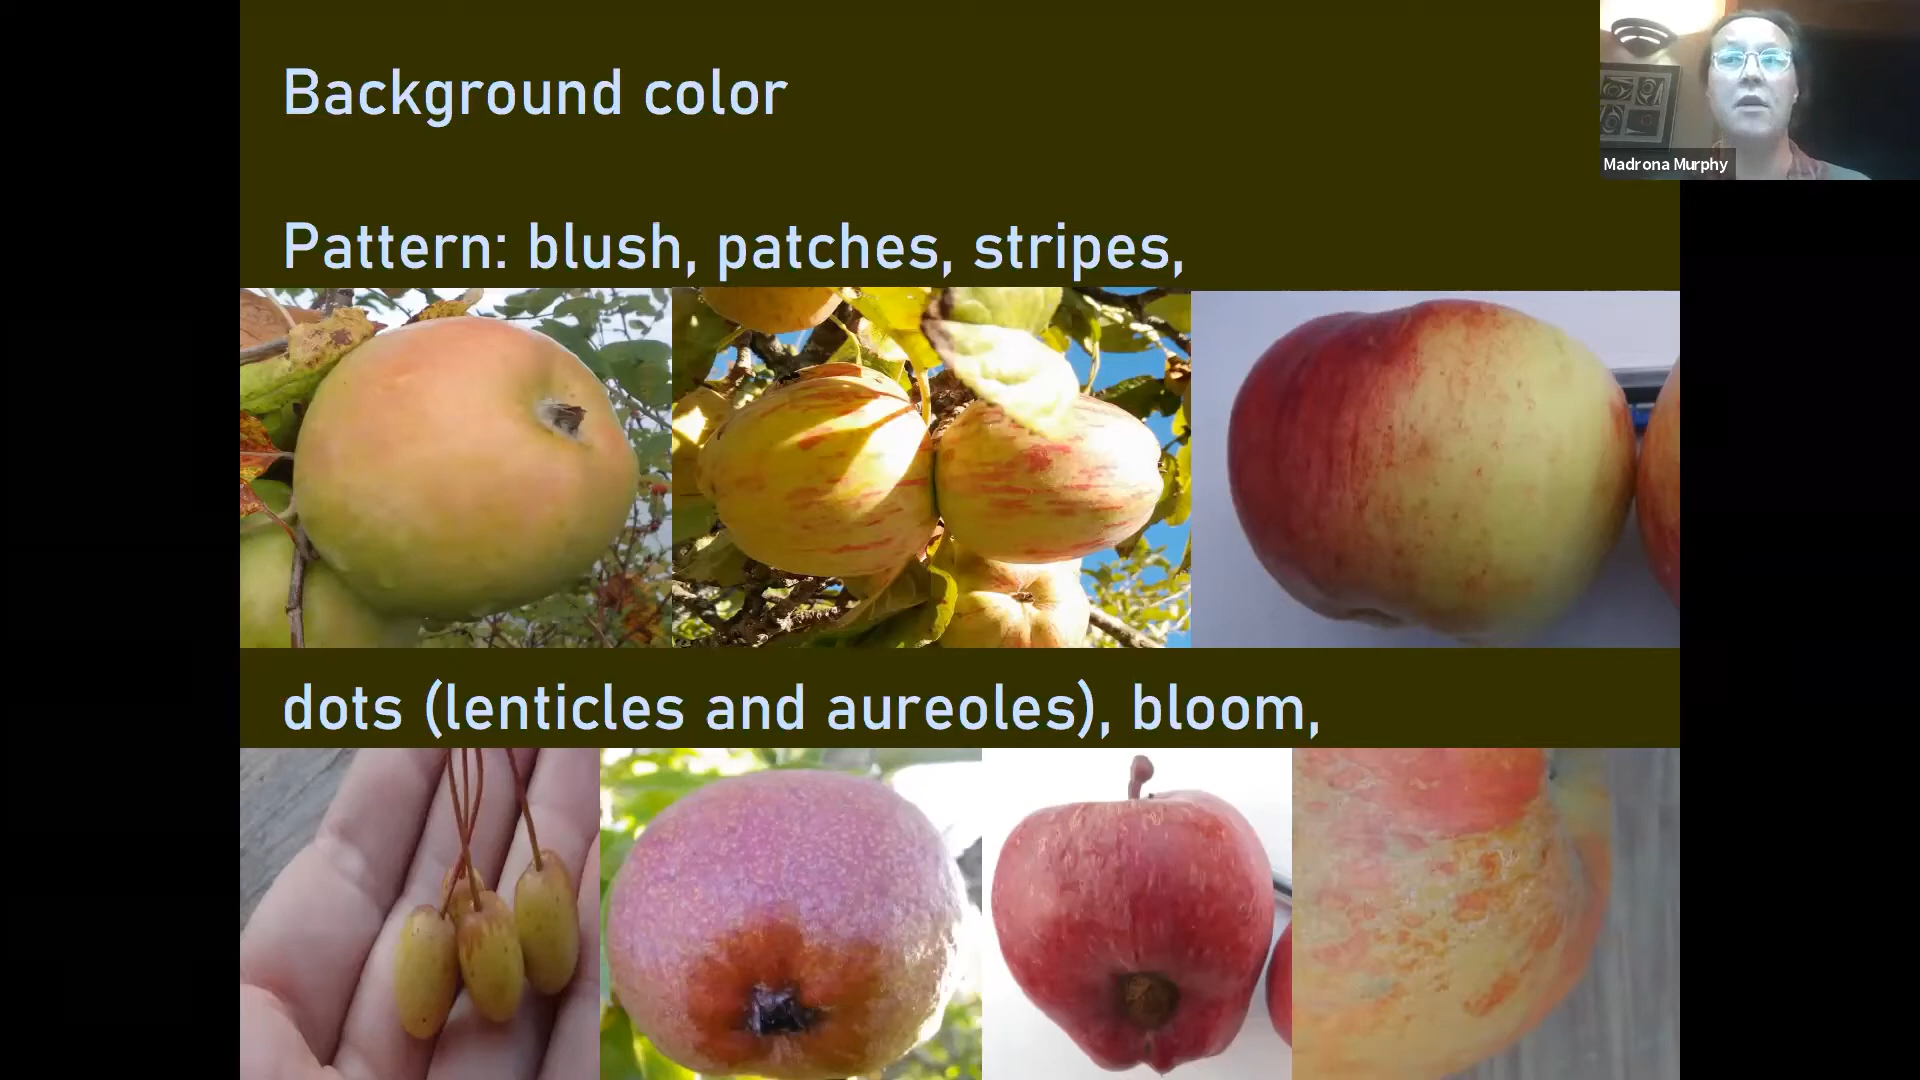 Background color
Madrona Murphy
Pattern: blush, patches, stripes,
dots (lenticles and aureoles), bloom,